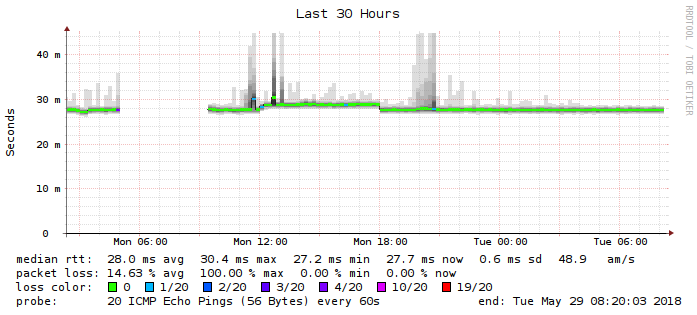 Last 30 Hours
RRDTOOL / TOBI OETIKER
Seconds
40 m
30 m
20 m
10 m
0
Mon 06:00 Mon 12:00 Mon 18:00 Tue 00:00 Tue 06:00
median rtt: 28.0 ms avg 30.4 ms max 27.2 ms min 27.7 ms now 0.6 ms sd 48.9 am/s
packet loss: 14.63 % avg 100.00 % max 0.00 % min 0.00 % now
loss color: 0 1/20 2/20 3/20 4/20 10/20 19/20
probe: 20 ICMP Echo Pings (56 Bytes) every 60s end: Tue May 29 08:20:03 2018